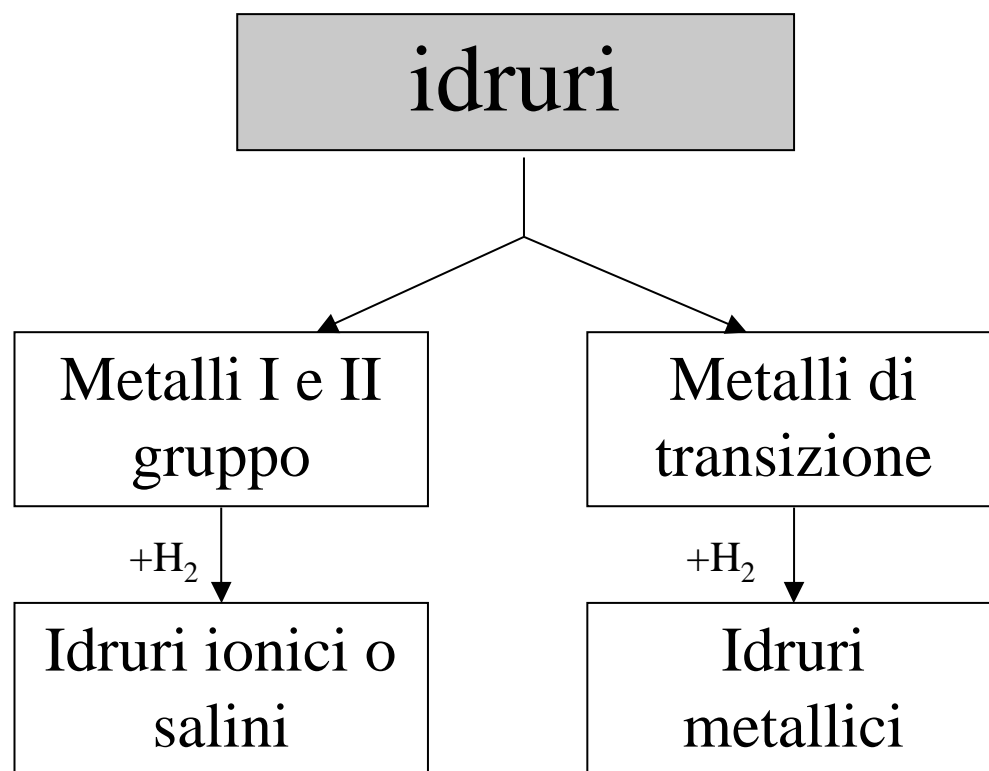 idruri
Metalli I e II
gruppo
Metalli di
transizione
+H₂
+H₂
Idruri ionici o
salini
Idruri
metallici